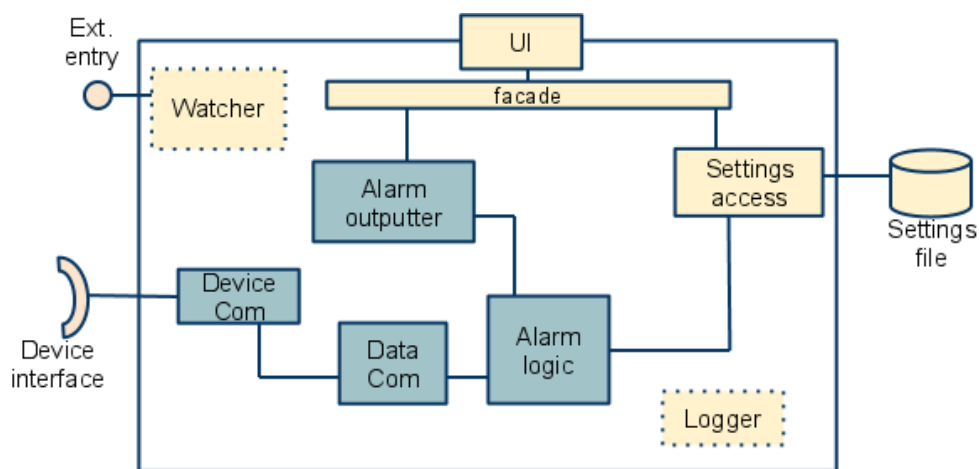 Ext.
entry
UI
Watcher
facade
Alarm
outputter
Settings
access
Settings
file
Device
Com
Device
interface
Data
Com
Alarm
logic
Logger